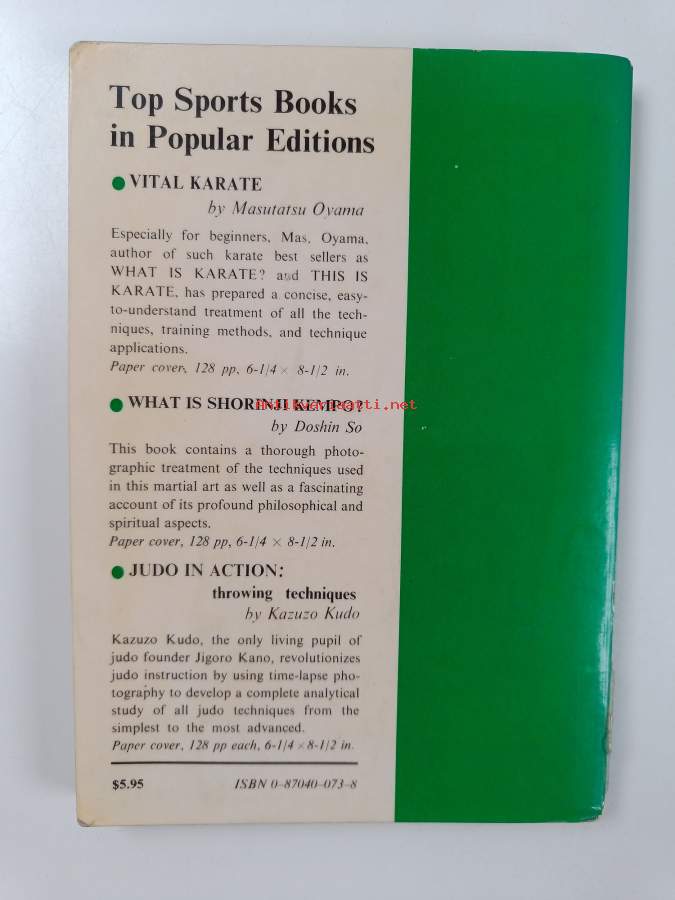 Top Sports Books
in Popular Editions
● VITAL KARATE
by Masutatsu Oyama
Especially for beginners, Mas. Oyama,
author of such karate best sellers as
WHAT IS KARATE? and THIS IS
KARATE, has prepared a concise, easy-
to-understand treatment of all the tech-
niques, training methods, and technique
applications.
Paper cover, 128 pp, 6-1/4 × 8-1/2 in.
● WHAT IS SHORINJI KEMPO?
antikvariaatti.net
by Doshin So
This book contains a thorough photo-
graphic treatment of the techniques used
in this martial art as well as a fascinating
account of its profound philosophical and
spiritual aspects.
Paper cover, 128 pp, 6-1/4 × 8-1/2 in.
● JUDO IN ACTION:
throwing techniques
by Kazuzo Kudo
Kazuzo Kudo, the only living pupil of
judo founder Jigoro Kano, revolutionizes
judo instruction by using time-lapse pho-
tography to develop a complete analytical
study of all judo techniques from the
simplest to the most advanced.
Paper cover, 128 pp each, 6-1/4 × 8-1/2 in.
$5.95 ISBN 0-87040-073-8